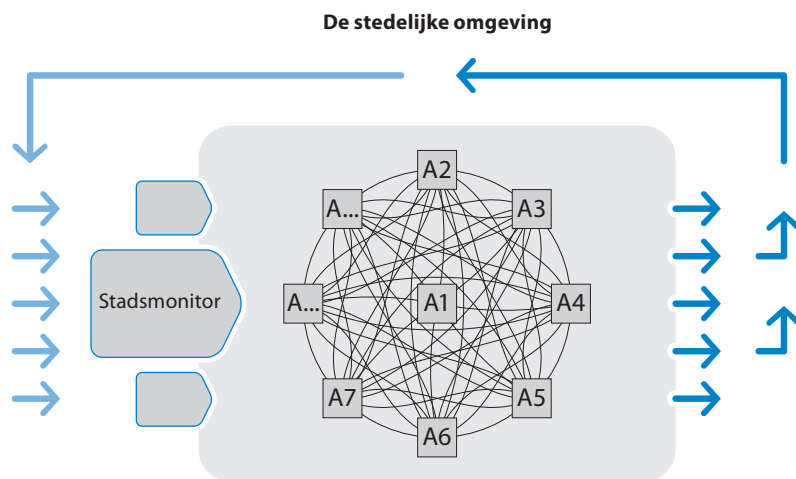 De stedelijke omgeving
A2
A...
A3
Stadsmonitor
A...
A1
A4
A7
A5
A6